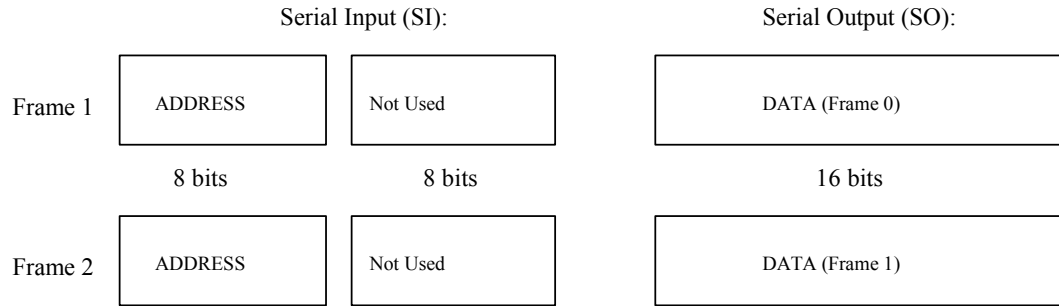 Serial Input (SI): Serial Output (SO):
Frame 1 ADDRESS Not Used DATA (Frame 0)
8 bits 8 bits 16 bits
Frame 2 ADDRESS Not Used DATA (Frame 1)